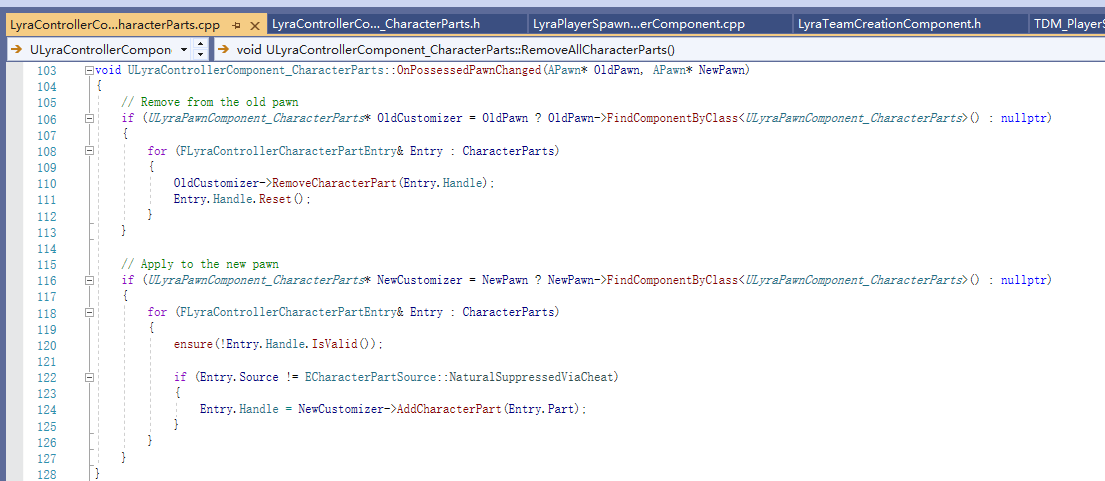 LyraControllerCo...haracterParts.cpp LyraControllerCo..._CharacterParts.h LyraPlayerSpawn...erComponent.cpp LyraTeamCreationComponent.h TDM_PlayerS
ULyraControllerCompon void ULyraControllerComponent_CharacterParts::RemoveAllCharacterParts()
103 void ULyraControllerComponent_CharacterParts::OnPossessedPawnChanged(APawn* OldPawn, APawn* NewPawn)
104 {
105 // Remove from the old pawn
106 if (ULyraPawnComponent_CharacterParts* OldCustomizer = OldPawn ? OldPawn->FindComponentByClass<ULyraPawnComponent_CharacterParts>() : nullptr)
107 {
108 for (FLyraControllerCharacterPartEntry& Entry : CharacterParts)
109 {
110 OldCustomizer->RemoveCharacterPart(Entry.Handle);
111 Entry.Handle.Reset();
112 }
113 }
114
115 // Apply to the new pawn
116 if (ULyraPawnComponent_CharacterParts* NewCustomizer = NewPawn ? NewPawn->FindComponentByClass<ULyraPawnComponent_CharacterParts>() : nullptr)
117 {
118 for (FLyraControllerCharacterPartEntry& Entry : CharacterParts)
119 {
120 ensure(!Entry.Handle.IsValid());
121
122 if (Entry.Source != ECharacterPartSource::NaturalSuppressedViaCheat)
123 {
124 Entry.Handle = NewCustomizer->AddCharacterPart(Entry.Part);
125 }
126 }
127 }
128 }